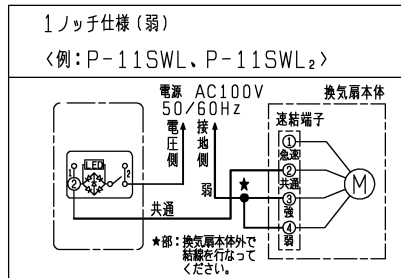 1ノッチ仕様(弱)
〈例:P-11SWL、P-11SWL₂〉
電源 AC100V
50/60Hz
換気扇本体
電圧側
接地側
速結端子
LED
1
2
②
①
急速
②
共通
③
強
④
弱
M
弱
★
共通
★部:換気扇本体外で
結線を行なって
ください。